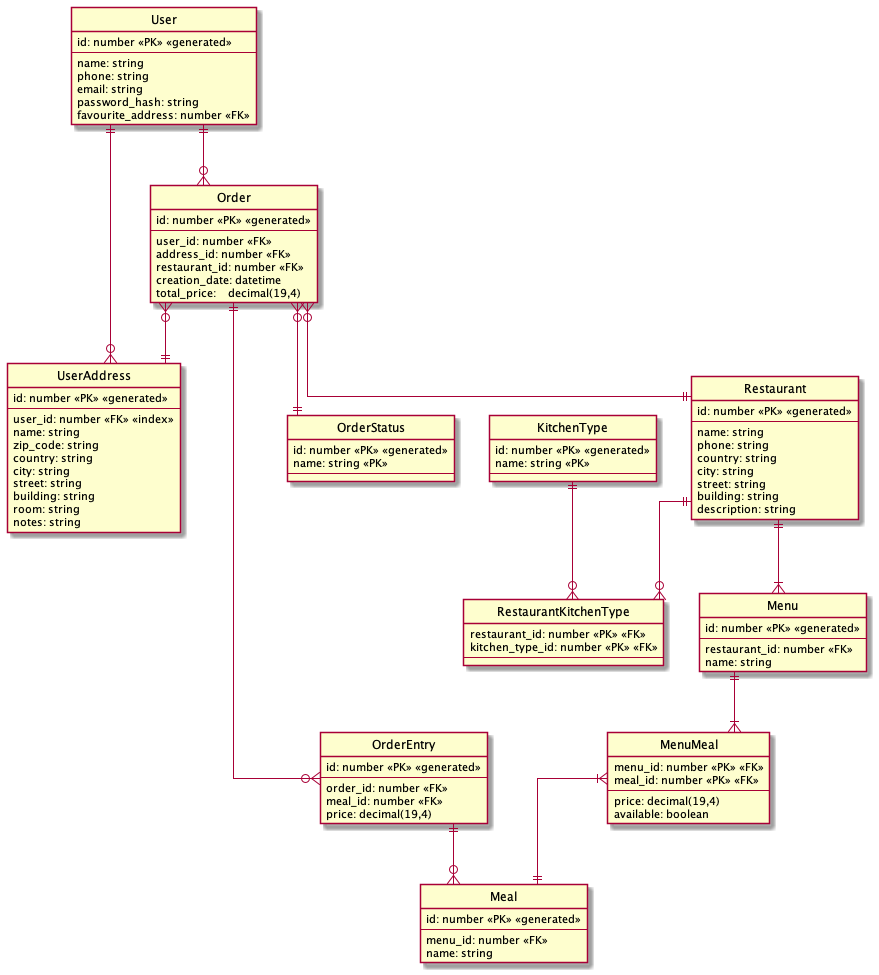 User
id: number «PK» «generated»
name: string
phone: string
email: string
password_hash: string
favourite_address: number «FK»
Order
id: number «PK» «generated»
user_id: number «FK»
address_id: number «FK»
restaurant_id: number «FK»
creation_date: datetime
total_price: decimal(19,4)
UserAddress
id: number «PK» «generated»
user_id: number «FK» «index»
name: string
zip_code: string
country: string
city: string
street: string
building: string
room: string
notes: string
OrderStatus
id: number «PK» «generated»
name: string «PK»
KitchenType
id: number «PK» «generated»
name: string «PK»
Restaurant
id: number «PK» «generated»
name: string
phone: string
country: string
city: string
street: string
building: string
description: string
RestaurantKitchenType
restaurant_id: number «PK» «FK»
kitchen_type_id: number «PK» «FK»
Menu
id: number «PK» «generated»
restaurant_id: number «FK»
name: string
OrderEntry
id: number «PK» «generated»
order_id: number «FK»
meal_id: number «FK»
price: decimal(19,4)
MenuMeal
menu_id: number «PK» «FK»
meal_id: number «PK» «FK»
price: decimal(19,4)
available: boolean
Meal
id: number «PK» «generated»
menu_id: number «FK»
name: string